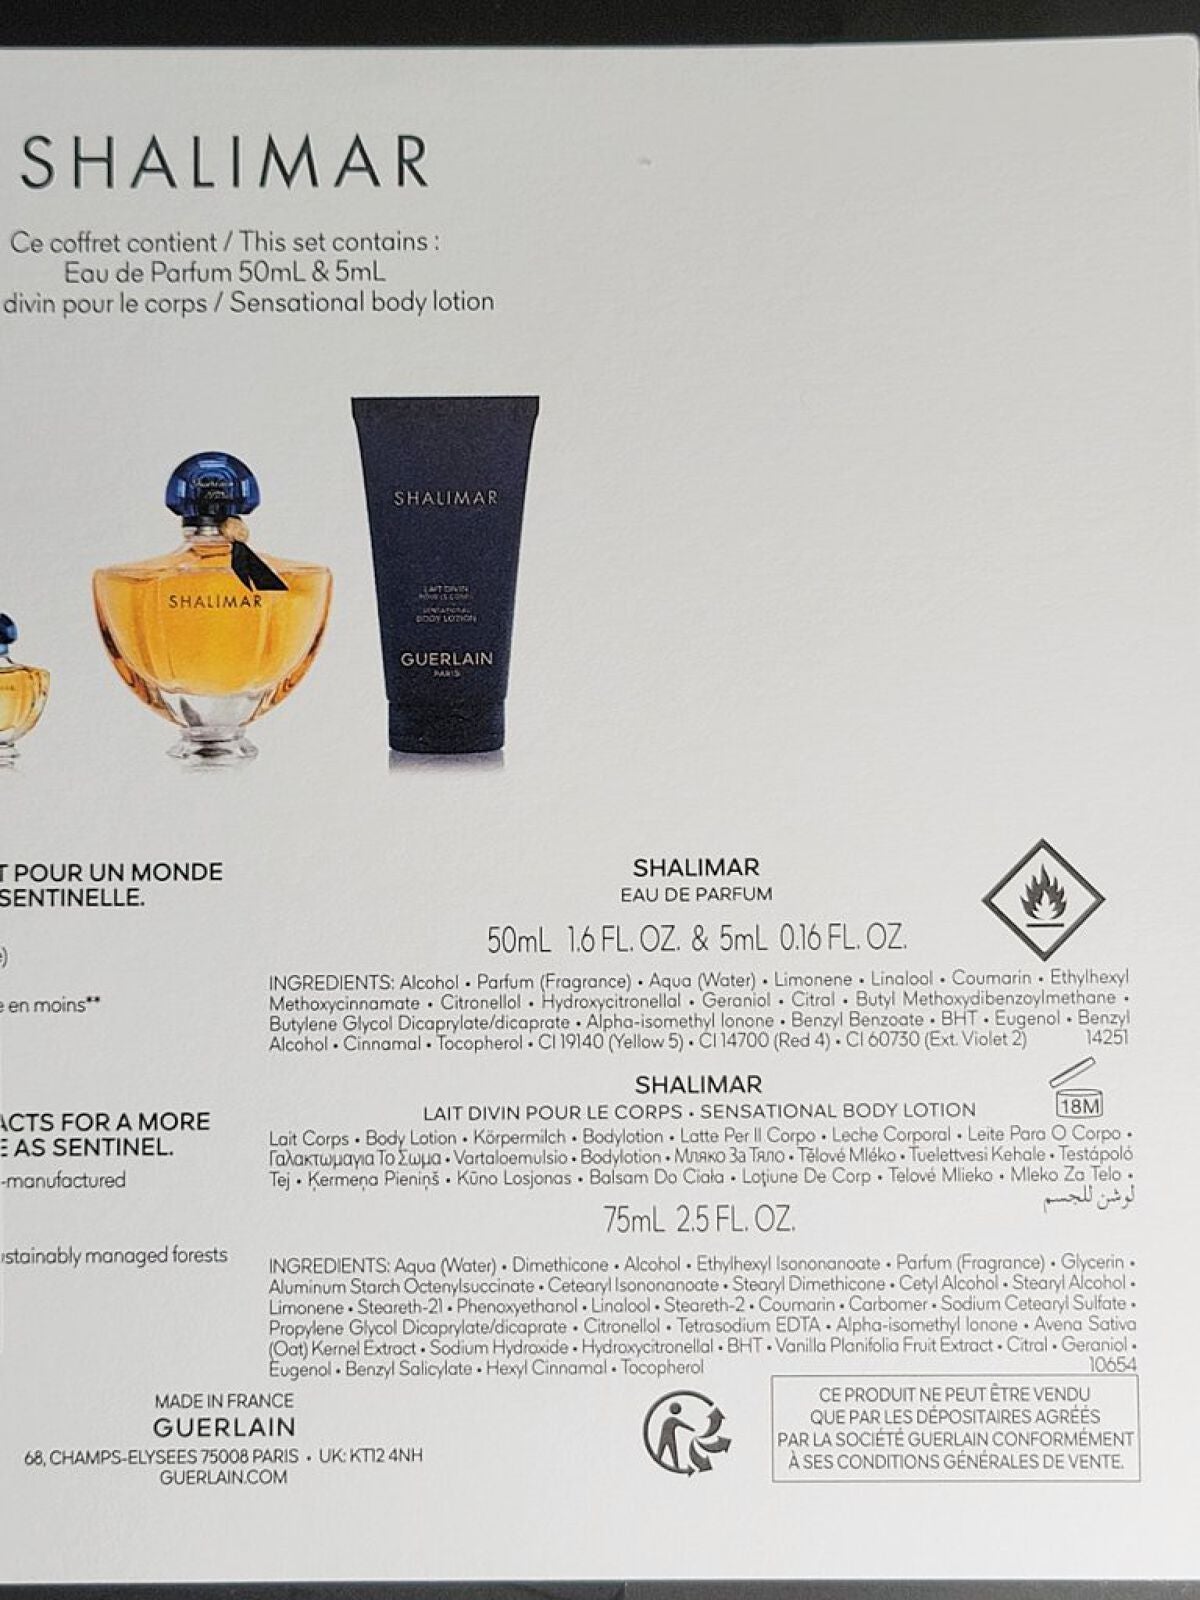 SHALIMAR
Ce coffret contient / This set contains :
Eau de Parfum 50mL & 5mL
divin pour le corps / Sensational body lotion
SHALIMAR
SHALIMAR
LAIT DIVIN
POUR LE CORPS
SENSATIONAL
BODY LOTION
GUERLAIN
PARIS
T POUR UN MONDE
SENTINELLE.
e en moins**
ACTS FOR A MORE
E AS SENTINEL.
-manufactured
ustainably managed forests
SHALIMAR
EAU DE PARFUM
50mL 1.6 FL. OZ. & 5mL 0.16 FL. OZ.
INGREDIENTS: Alcohol • Parfum (Fragrance) • Aqua (Water) • Limonene • Linalool • Coumarin • Ethylhexyl
Methoxycinnamate • Citronellol • Hydroxycitronellal • Geraniol • Citral • Butyl Methoxydibenzoylmethane •
Butylene Glycol Dicaprylate/dicaprate • Alpha-isomethyl Ionone • Benzyl Benzoate • BHT • Eugenol • Benzyl
Alcohol • Cinnamal • Tocopherol • CI 19140 (Yellow 5) • CI 14700 (Red 4) • CI 60730 (Ext. Violet 2) 14251
SHALIMAR
18M
LAIT DIVIN POUR LE CORPS • SENSATIONAL BODY LOTION
Lait Corps • Body Lotion • Körpermilch • Bodylotion • Latte Per Il Corpo • Leche Corporal • Leite Para O Corpo •
Γαλακτωμαγια Το Σωμα • Vartaloemulsio • Bodylotion • Мляко За Тяло • Tělové Mléko • Tuelettvesi Kehale • Testápoló
Tej • Ķermeņa Pieniņš • Kūno Losjonas • Balsam Do Ciała • Loțiune De Corp • Telové Mlieko • Mleko Za Telo •
لوشن للجسم
75mL 2.5 FL. OZ.
INGREDIENTS: Aqua (Water) • Dimethicone • Alcohol • Ethylhexyl Isononanoate • Parfum (Fragrance) • Glycerin •
Aluminum Starch Octenylsuccinate • Cetearyl Isononanoate • Stearyl Dimethicone • Cetyl Alcohol • Stearyl Alcohol •
Limonene • Steareth-21 • Phenoxyethanol • Linalool • Steareth-2 • Coumarin • Carbomer • Sodium Cetearyl Sulfate •
Propylene Glycol Dicaprylate/dicaprate • Citronellol • Tetrasodium EDTA • Alpha-isomethyl Ionone • Avena Sativa
(Oat) Kernel Extract • Sodium Hydroxide • Hydroxycitronellal • BHT • Vanilla Planifolia Fruit Extract • Citral • Geraniol •
Eugenol • Benzyl Salicylate • Hexyl Cinnamal • Tocopherol 10654
MADE IN FRANCE
GUERLAIN
68, CHAMPS-ELYSEES 75008 PARIS • UK: KT12 4NH
GUERLAIN.COM
CE PRODUIT NE PEUT ÊTRE VENDU
QUE PAR LES DÉPOSITAIRES AGRÉÉS
PAR LA SOCIÉTÉ GUERLAIN CONFORMÉMENT
À SES CONDITIONS GÉNÉRALES DE VENTE.